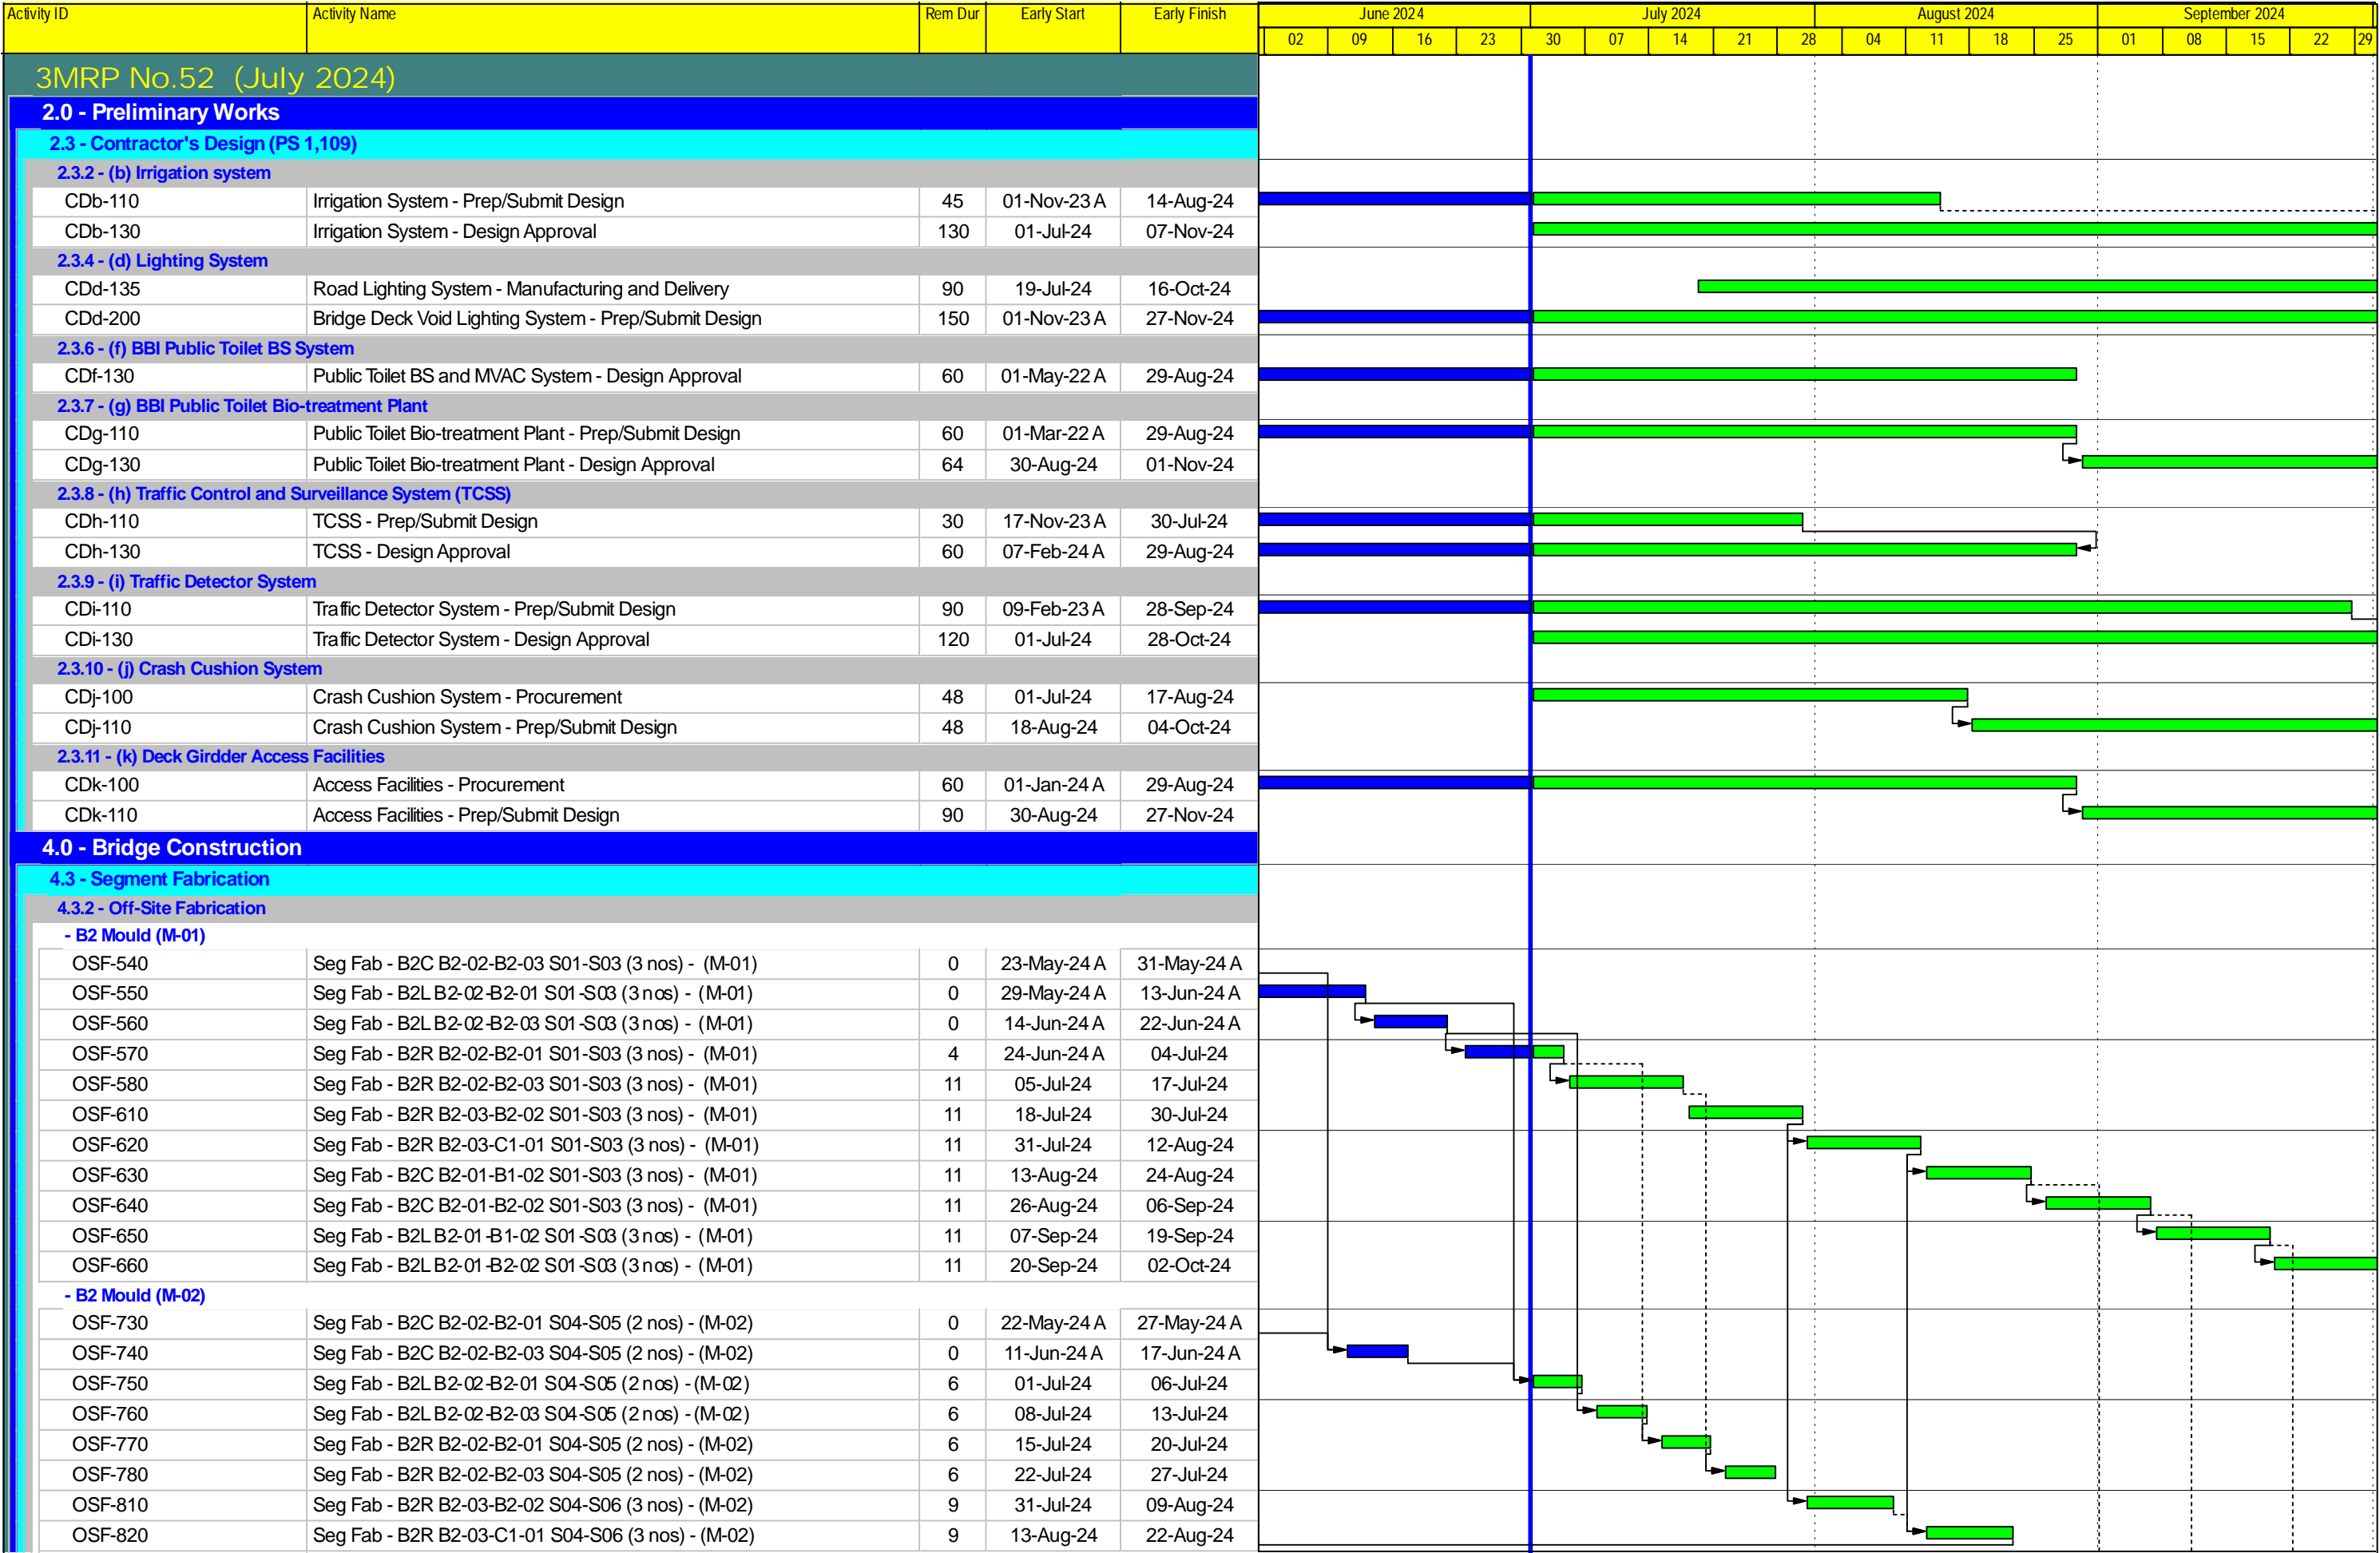 Activity ID Activity Name Rem Dur Early Start Early Finish June 2024 July 2024 August 2024 September 2024
02 09 16 23 30 07 14 21 28 04 11 18 25 01 08 15 22 29
3MRP No.52 (July 2024)
2.0 - Preliminary Works
2.3 - Contractor's Design (PS 1,109)
2.3.2 - (b) Irrigation system
CDb-110 Irrigation System - Prep/Submit Design 45 01-Nov-23 A 14-Aug-24
CDb-130 Irrigation System - Design Approval 130 01-Jul-24 07-Nov-24
2.3.4 - (d) Lighting System
CDd-135 Road Lighting System - Manufacturing and Delivery 90 19-Jul-24 16-Oct-24
CDd-200 Bridge Deck Void Lighting System - Prep/Submit Design 150 01-Nov-23 A 27-Nov-24
2.3.6 - (f) BBI Public Toilet BS System
CDf-130 Public Toilet BS and MVAC System - Design Approval 60 01-May-22 A 29-Aug-24
2.3.7 - (g) BBI Public Toilet Bio-treatment Plant
CDg-110 Public Toilet Bio-treatment Plant - Prep/Submit Design 60 01-Mar-22 A 29-Aug-24
CDg-130 Public Toilet Bio-treatment Plant - Design Approval 64 30-Aug-24 01-Nov-24
2.3.8 - (h) Traffic Control and Surveillance System (TCSS)
CDh-110 TCSS - Prep/Submit Design 30 17-Nov-23 A 30-Jul-24
CDh-130 TCSS - Design Approval 60 07-Feb-24 A 29-Aug-24
2.3.9 - (i) Traffic Detector System
CDi-110 Traffic Detector System - Prep/Submit Design 90 09-Feb-23 A 28-Sep-24
CDi-130 Traffic Detector System - Design Approval 120 01-Jul-24 28-Oct-24
2.3.10 - (j) Crash Cushion System
CDj-100 Crash Cushion System - Procurement 48 01-Jul-24 17-Aug-24
CDj-110 Crash Cushion System - Prep/Submit Design 48 18-Aug-24 04-Oct-24
2.3.11 - (k) Deck Girdder Access Facilities
CDk-100 Access Facilities - Procurement 60 01-Jan-24 A 29-Aug-24
CDk-110 Access Facilities - Prep/Submit Design 90 30-Aug-24 27-Nov-24
4.0 - Bridge Construction
4.3 - Segment Fabrication
4.3.2 - Off-Site Fabrication
- B2 Mould (M-01)
OSF-540 Seg Fab - B2C B2-02-B2-03 S01-S03 (3 nos) - (M-01) 0 23-May-24 A 31-May-24 A
OSF-550 Seg Fab - B2L B2-02-B2-01 S01-S03 (3 nos) - (M-01) 0 29-May-24 A 13-Jun-24 A
OSF-560 Seg Fab - B2L B2-02-B2-03 S01-S03 (3 nos) - (M-01) 0 14-Jun-24 A 22-Jun-24 A
OSF-570 Seg Fab - B2R B2-02-B2-01 S01-S03 (3 nos) - (M-01) 4 24-Jun-24 A 04-Jul-24
OSF-580 Seg Fab - B2R B2-02-B2-03 S01-S03 (3 nos) - (M-01) 11 05-Jul-24 17-Jul-24
OSF-610 Seg Fab - B2R B2-03-B2-02 S01-S03 (3 nos) - (M-01) 11 18-Jul-24 30-Jul-24
OSF-620 Seg Fab - B2R B2-03-C1-01 S01-S03 (3 nos) - (M-01) 11 31-Jul-24 12-Aug-24
OSF-630 Seg Fab - B2C B2-01-B1-02 S01-S03 (3 nos) - (M-01) 11 13-Aug-24 24-Aug-24
OSF-640 Seg Fab - B2C B2-01-B2-02 S01-S03 (3 nos) - (M-01) 11 26-Aug-24 06-Sep-24
OSF-650 Seg Fab - B2L B2-01-B1-02 S01-S03 (3 nos) - (M-01) 11 07-Sep-24 19-Sep-24
OSF-660 Seg Fab - B2L B2-01-B2-02 S01-S03 (3 nos) - (M-01) 11 20-Sep-24 02-Oct-24
- B2 Mould (M-02)
OSF-730 Seg Fab - B2C B2-02-B2-01 S04-S05 (2 nos) - (M-02) 0 22-May-24 A 27-May-24 A
OSF-740 Seg Fab - B2C B2-02-B2-03 S04-S05 (2 nos) - (M-02) 0 11-Jun-24 A 17-Jun-24 A
OSF-750 Seg Fab - B2L B2-02-B2-01 S04-S05 (2 nos) - (M-02) 6 01-Jul-24 06-Jul-24
OSF-760 Seg Fab - B2L B2-02-B2-03 S04-S05 (2 nos) - (M-02) 6 08-Jul-24 13-Jul-24
OSF-770 Seg Fab - B2R B2-02-B2-01 S04-S05 (2 nos) - (M-02) 6 15-Jul-24 20-Jul-24
OSF-780 Seg Fab - B2R B2-02-B2-03 S04-S05 (2 nos) - (M-02) 6 22-Jul-24 27-Jul-24
OSF-810 Seg Fab - B2R B2-03-B2-02 S04-S06 (3 nos) - (M-02) 9 31-Jul-24 09-Aug-24
OSF-820 Seg Fab - B2R B2-03-C1-01 S04-S06 (3 nos) - (M-02) 9 13-Aug-24 22-Aug-24